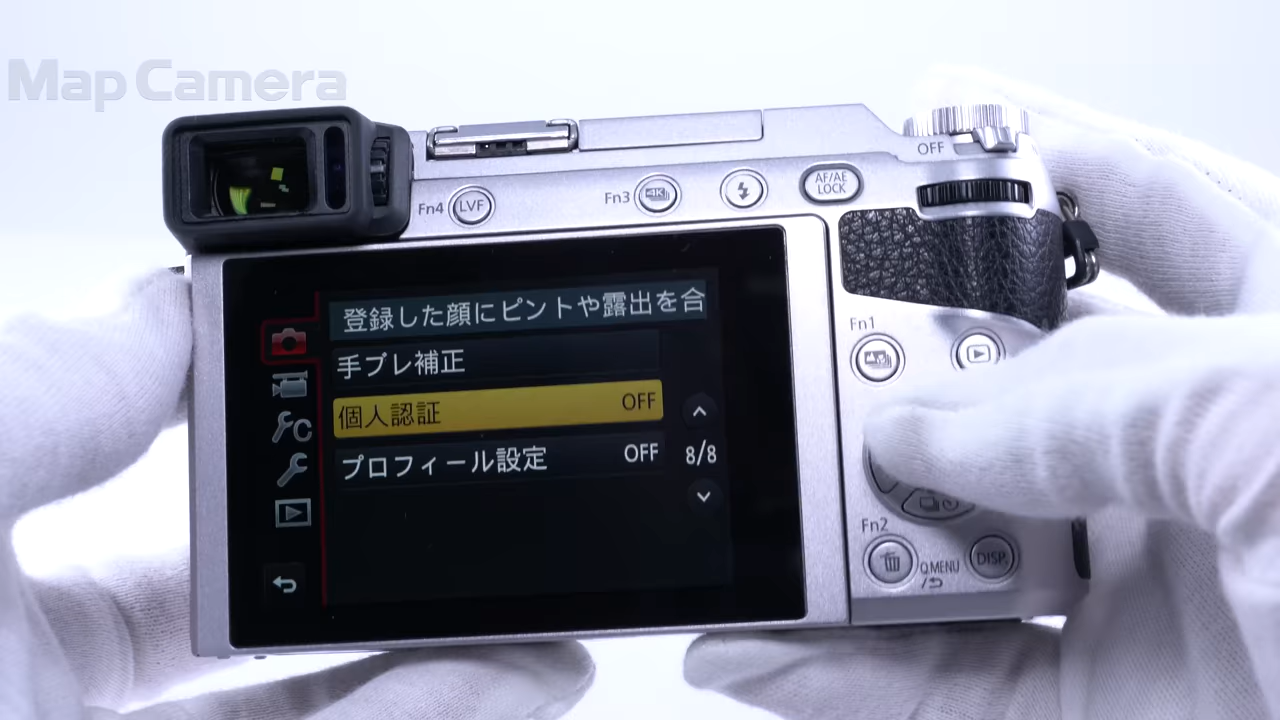 Map Camera
OFF
AF/AE
LOCK
Fn3
4K
Fn4
LVF
登録した顔にピントや露出を合
手ブレ補正
個人認証 OFF
プロフィール設定 OFF
8/8
Fn1
Fn2
Q.MENU
DISP.